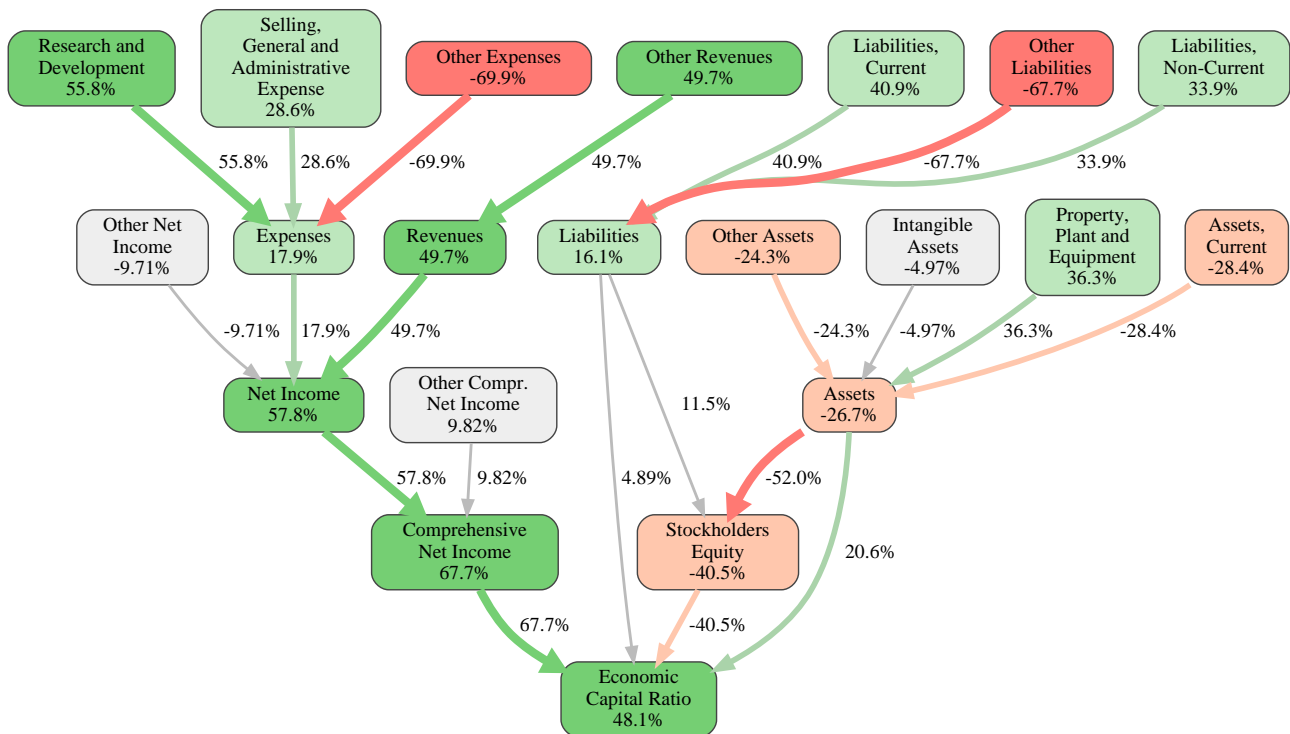 Research and
Development
55.8%
Selling,
General and
Administrative
Expense
28.6%
Other Expenses
-69.9%
Other Revenues
49.7%
Liabilities,
Current
40.9%
Other
Liabilities
-67.7%
Liabilities,
Non-Current
33.9%
55.8%
28.6%
-69.9%
49.7%
40.9%
-67.7%
33.9%
Other Net
Income
-9.71%
Expenses
17.9%
Revenues
49.7%
Liabilities
16.1%
Other Assets
-24.3%
Intangible
Assets
-4.97%
Property,
Plant and
Equipment
36.3%
Assets,
Current
-28.4%
-9.71%
17.9%
49.7%
-24.3%
-4.97%
36.3%
-28.4%
Net Income
57.8%
Other Compr.
Net Income
9.82%
11.5%
Assets
-26.7%
57.8%
9.82%
4.89%
-52.0%
Comprehensive
Net Income
67.7%
Stockholders
Equity
-40.5%
20.6%
67.7%
-40.5%
Economic
Capital Ratio
48.1%